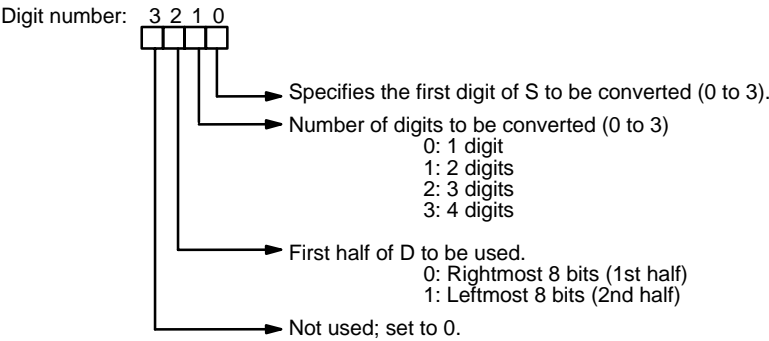 Digit number: 3 2 1 0
Specifies the first digit of S to be converted (0 to 3).
Number of digits to be converted (0 to 3)
0: 1 digit
1: 2 digits
2: 3 digits
3: 4 digits
First half of D to be used.
0: Rightmost 8 bits (1st half)
1: Leftmost 8 bits (2nd half)
Not used; set to 0.